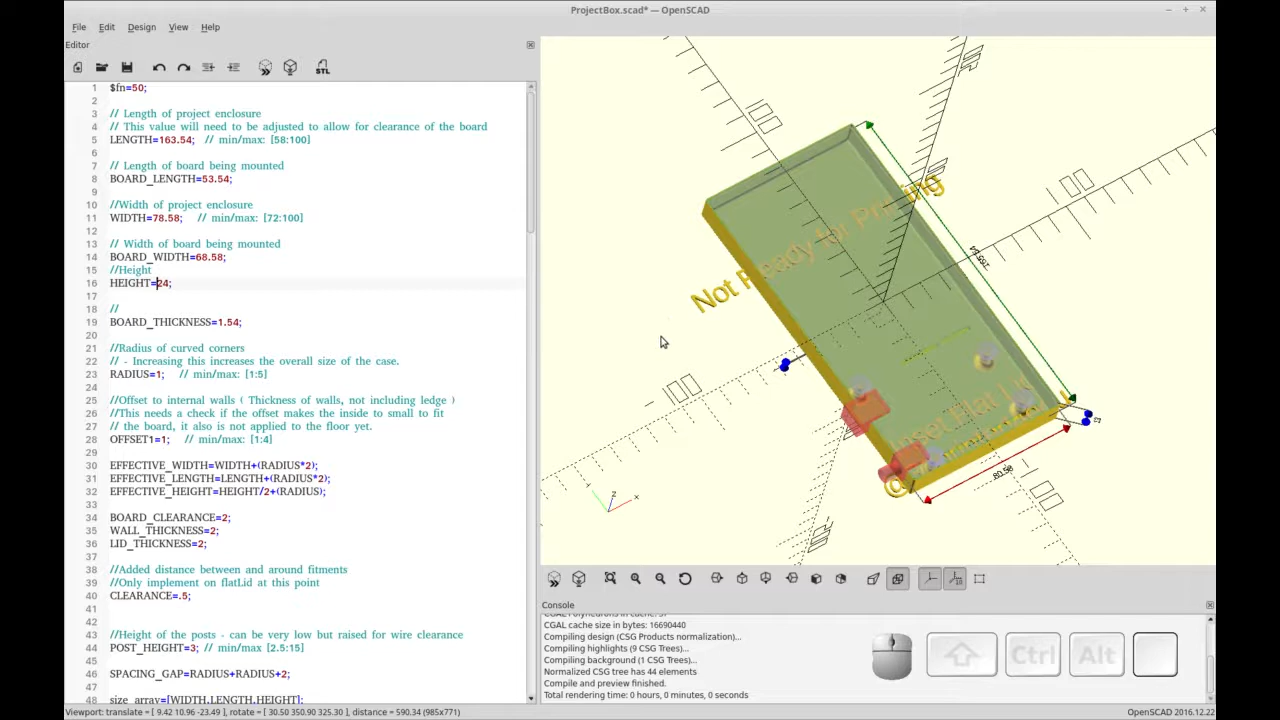 ProjectBox.scad* — OpenSCAD
File Edit Design View Help
Editor
STL
1 $fn=50;
2
3 // Length of project enclosure
4 // This value will need to be adjusted to allow for clearance of the board
5 LENGTH=163.54; // min/max: [58:100]
6
7 // Length of board being mounted
8 BOARD_LENGTH=53.54;
9
10 //Width of project enclosure
11 WIDTH=78.58; // min/max: [72:100]
12
13 // Width of board being mounted
14 BOARD_WIDTH=68.58;
15 //Height
16 HEIGHT=24;
17
18 //
19 BOARD_THICKNESS=1.54;
20
21 //Radius of curved corners
22 // - Increasing this increases the overall size of the case.
23 RADIUS=1; // min/max: [1:5]
24
25 //Offset to internal walls ( Thickness of walls, not including ledge )
26 //This needs a check if the offset makes the inside to small to fit
27 // the board, it also is not applied to the floor yet.
28 OFFSET1=1; // min/max: [1:4]
29
30 EFFECTIVE_WIDTH=WIDTH+(RADIUS*2);
31 EFFECTIVE_LENGTH=LENGTH+(RADIUS*2);
32 EFFECTIVE_HEIGHT=HEIGHT/2+(RADIUS);
33
34 BOARD_CLEARANCE=2;
35 WALL_THICKNESS=2;
36 LID_THICKNESS=2;
37
38 //Added distance between and around fitments
39 //Only implement on flatLid at this point
40 CLEARANCE=.5;
41
42
43 //Height of the posts - can be very low but raised for wire clearance
44 POST_HEIGHT=3; // min/max [2.5:15]
45
46 SPACING_GAP=RADIUS+RADIUS+2;
47
48 size_array=[WIDTH,LENGTH,HEIGHT];
100
100
100
100
Not Ready for Printing
Inset Flat Lid
80.58
Z
X
Console
CGAL cache size in bytes: 16690440
Compiling design (CSG Products normalization)...
Compiling highlights (9 CSG Trees)...
Compiling background (1 CSG Trees)...
Normalized CSG tree has 44 elements
Compile and preview finished.
Total rendering time: 0 hours, 0 minutes, 0 seconds
Ctrl Alt
Viewport: translate = [ 9.42 10.96 -23.49 ], rotate = [ 30.50 350.90 325.30 ], distance = 590.34 (985x771)
OpenSCAD 2016.12.22